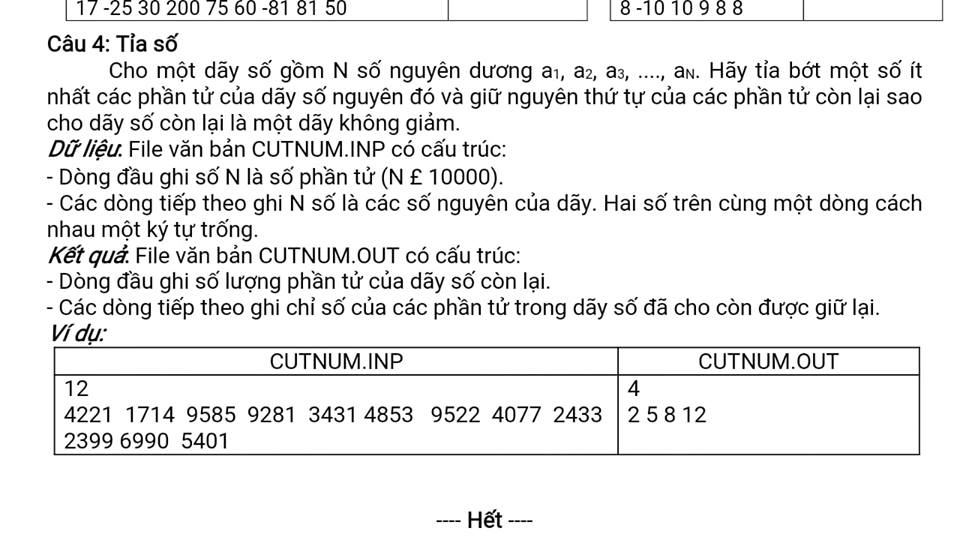 17 -25 30 200 75 60 -81 81 50
8 -10 10 9 8 8
Câu 4: Tỉa số
Cho một dãy số gồm N số nguyên dương a1, a2, a3, ...., aN. Hãy tỉa bớt một số ít
nhất các phần tử của dãy số nguyên đó và giữ nguyên thứ tự của các phần tử còn lại sao
cho dãy số còn lại là một dãy không giảm.
Dữ liệu: File văn bản CUTNUM.INP có cấu trúc:
- Dòng đầu ghi số N là số phần tử (N £ 10000).
- Các dòng tiếp theo ghi N số là các số nguyên của dãy. Hai số trên cùng một dòng cách
nhau một ký tự trống.
Kết quả: File văn bản CUTNUM.OUT có cấu trúc:
- Dòng đầu ghi số lượng phần tử của dãy số còn lại.
- Các dòng tiếp theo ghi chỉ số của các phần tử trong dãy số đã cho còn được giữ lại.
Ví dụ:
CUTNUM.INP
CUTNUM.OUT
12
4221 1714 9585 9281 3431 4853 9522 4077 2433
2399 6990 5401
4
2 5 8 12
---- Hết ----